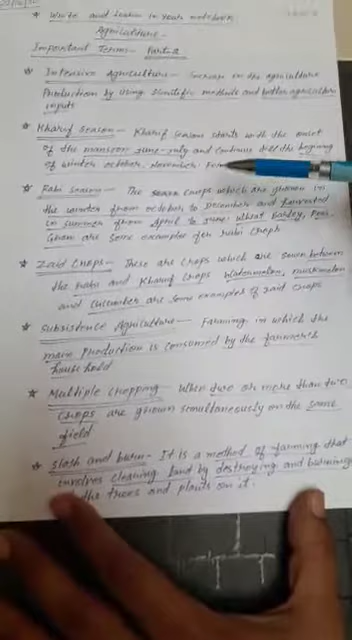 * Write and learn in your notebook
Agriculture
Important Terms - Part-2
* Intensive Agriculture - Increase in the agriculture
Production by using scientific methods and better agriculture
inputs
* Kharif Season - Kharif season starts with the onset
of the monsoon June-July and continue till the beginning
of winter october-November.
* Rabi season - The season crops which are grown in
the winter from october to December and harvested
in summer from April to June. Wheat, Barley, Peas,
Gram are some examples of rabi crops
* Zaid Crops - These are crops which are sown between
the rabi and Kharif crops Watermelon, muskmelon
and cucumber are some examples of zaid crops
* Subsistence Agriculture - Farming in which the
main production is consumed by the farmer's
household
* Multiple Cropping - When two or more than two
crops are grown simultaneously on the same
field
* Slash and burn - It is a method of farming that
involves clearing land by destroying and burning
the trees and plants on it.